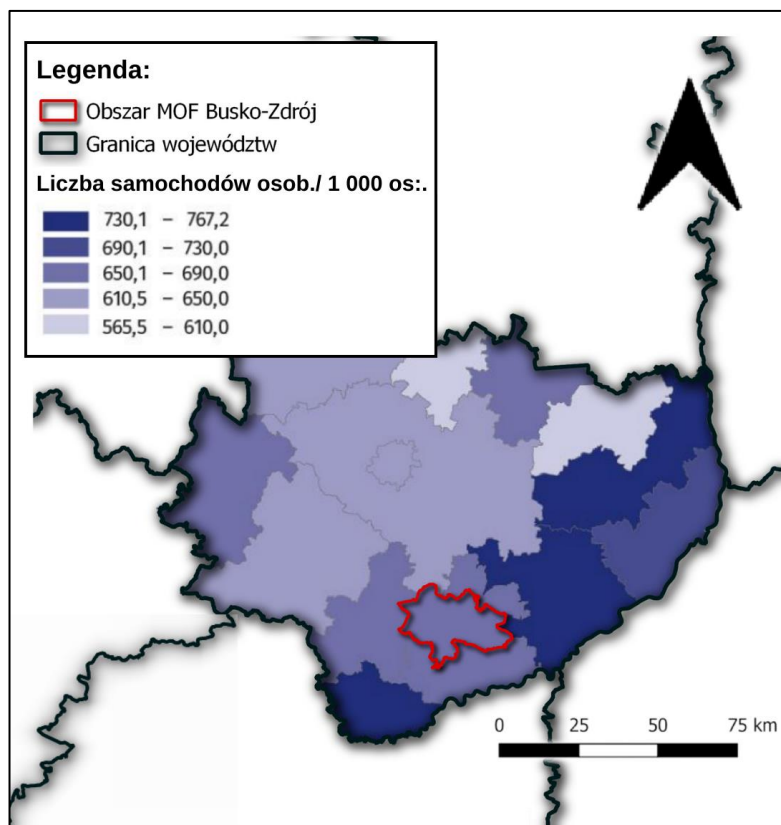 Legenda:
Obszar MOF Busko-Zdrój
Granica województw
Liczba samochodów osob./ 1 000 os:.
730,1 – 767,2
690,1 – 730,0
650,1 – 690,0
610,5 – 650,0
565,5 – 610,0
0 25 50 75 km